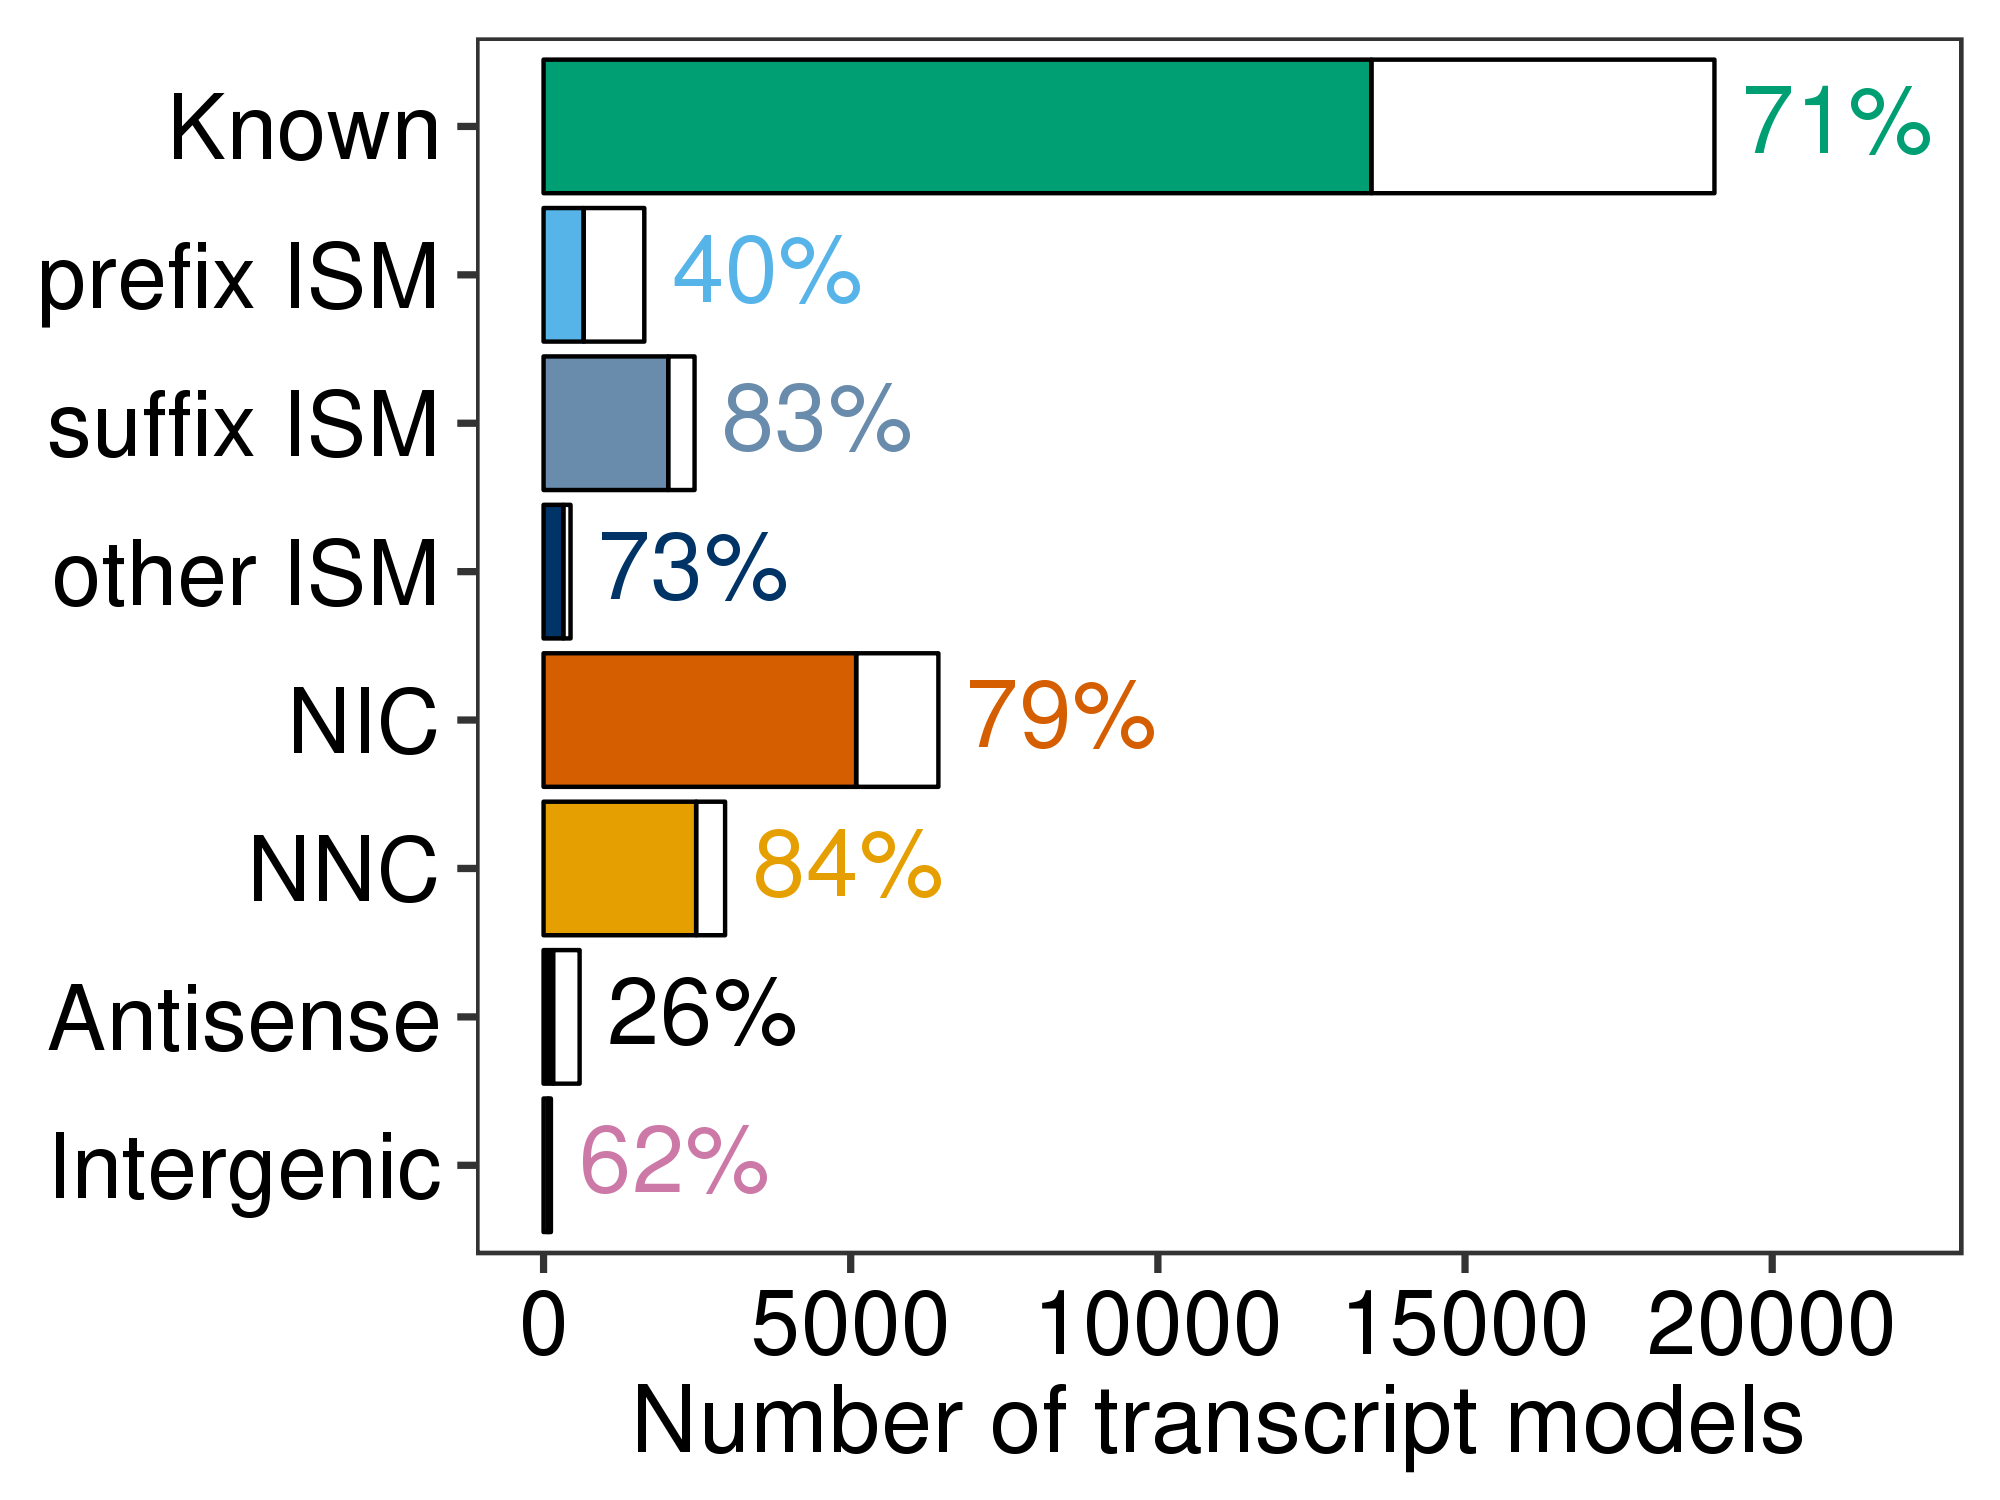 Known 71%
prefix ISM 40%
suffix ISM 83%
other ISM 73%
NIC 79%
NNC 84%
Antisense 26%
Intergenic 62%
0 5000 10000 15000 20000
Number of transcript models